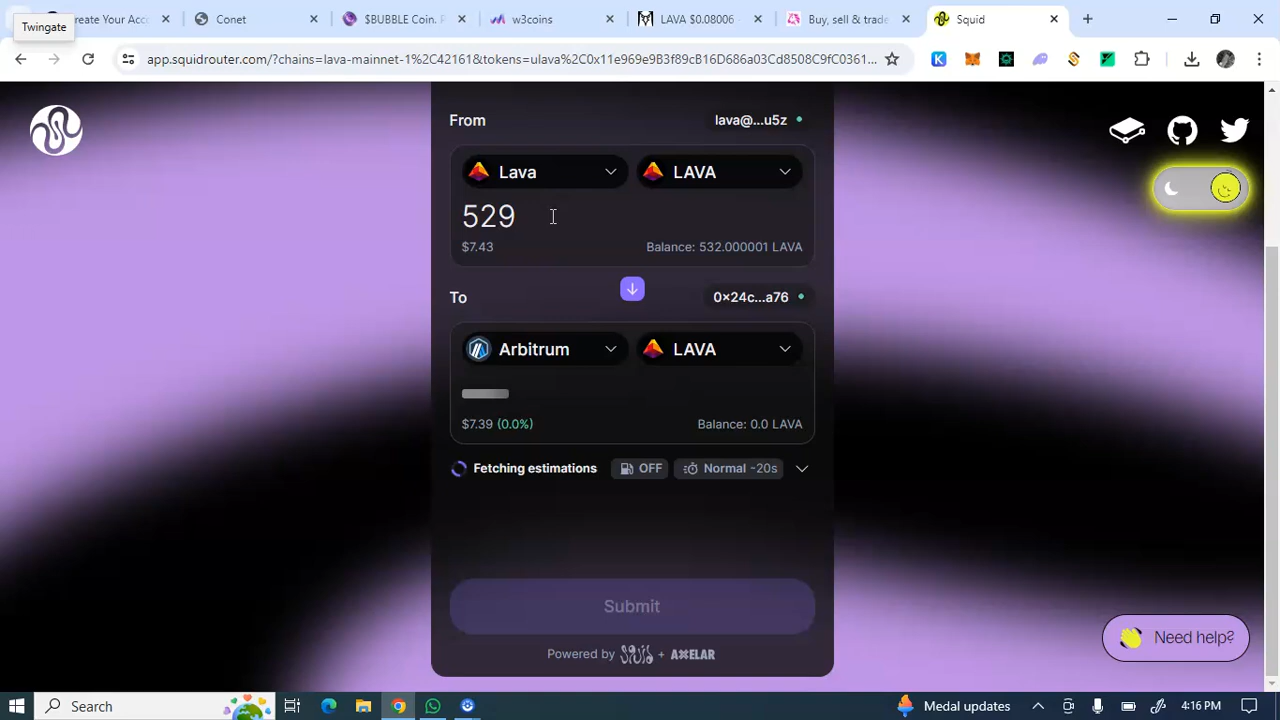 Twingate
Create Your Acc
Conet
$BUBBLE Coin. P
w3coins
LAVA $0.08000
Buy, sell & trade
Squid
app.squidrouter.com/?chains=lava-mainnet-1%2C42161&tokens=ulava%2C0x11e969e9B3f89cB16D686a03Cd8508C9fC0361...
From
lava@...u5z
Lava
LAVA
529
$7.43
Balance: 532.000001 LAVA
To
0x24c...a76
Arbitrum
LAVA
$7.39 (0.0%)
Balance: 0.0 LAVA
Fetching estimations
OFF
Normal ~20s
Submit
Powered by squid + AXELAR
Need help?
Search
Medal updates
4:16 PM